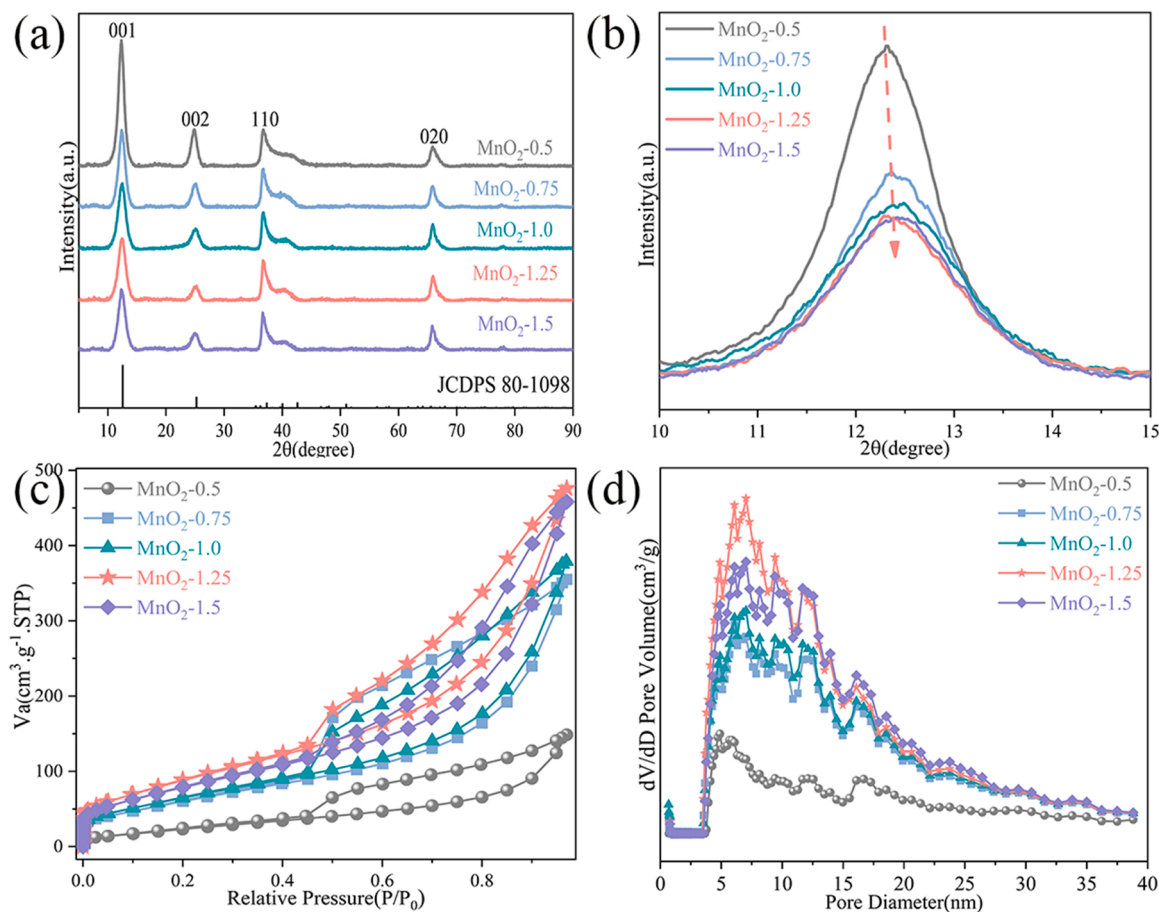 (a)
001
002
110
020
MnO₂-0.5
MnO₂-0.75
MnO₂-1.0
MnO₂-1.25
MnO₂-1.5
JCDPS 80-1098
Intensity(a.u.)
10 20 30 40 50 60 70 80 90
2θ(degree)
(b)
MnO₂-0.5
MnO₂-0.75
MnO₂-1.0
MnO₂-1.25
MnO₂-1.5
Intensity(a.u.)
10 11 12 13 14 15
2θ(degree)
(c)
MnO₂-0.5
MnO₂-0.75
MnO₂-1.0
MnO₂-1.25
MnO₂-1.5
Va(cm³.g⁻¹.STP)
500
400
300
200
100
0
0.0 0.2 0.4 0.6 0.8
Relative Pressure(P/P₀)
(d)
MnO₂-0.5
MnO₂-0.75
MnO₂-1.0
MnO₂-1.25
MnO₂-1.5
dV/dD Pore Volume(cm³/g)
0 5 10 15 20 25 30 35 40
Pore Diameter(nm)